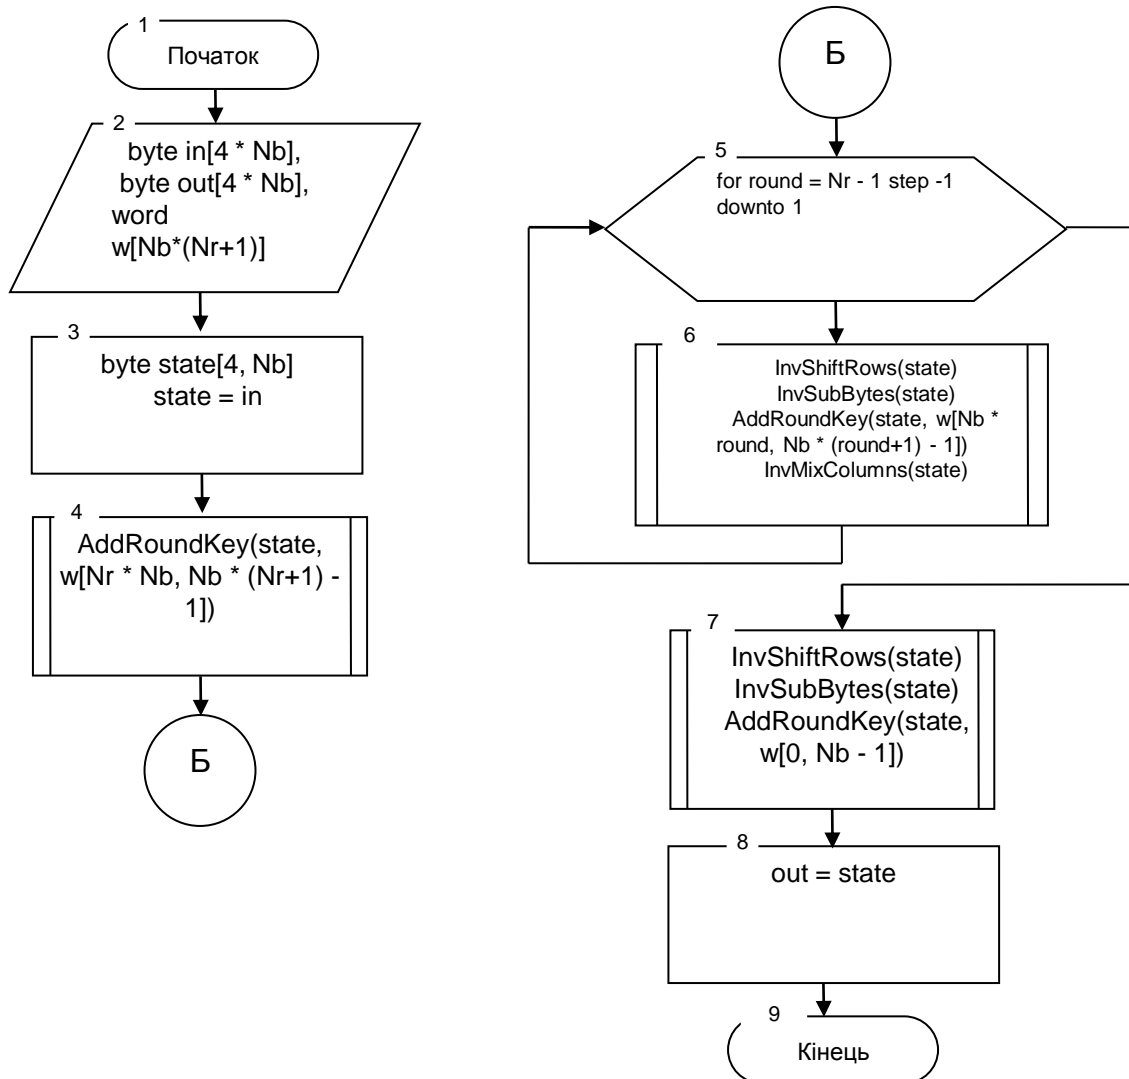 1
Початок
2
byte in[4 * Nb],
byte out[4 * Nb],
word
w[Nb*(Nr+1)]
3
byte state[4, Nb]
state = in
4
AddRoundKey(state,
w[Nr * Nb, Nb * (Nr+1) -
1])
Б
Б
5
for round = Nr - 1 step -1
downto 1
6
InvShiftRows(state)
InvSubBytes(state)
AddRoundKey(state, w[Nb *
round, Nb * (round+1) - 1])
InvMixColumns(state)
7
InvShiftRows(state)
InvSubBytes(state)
AddRoundKey(state,
w[0, Nb - 1])
8
out = state
9
Кінець